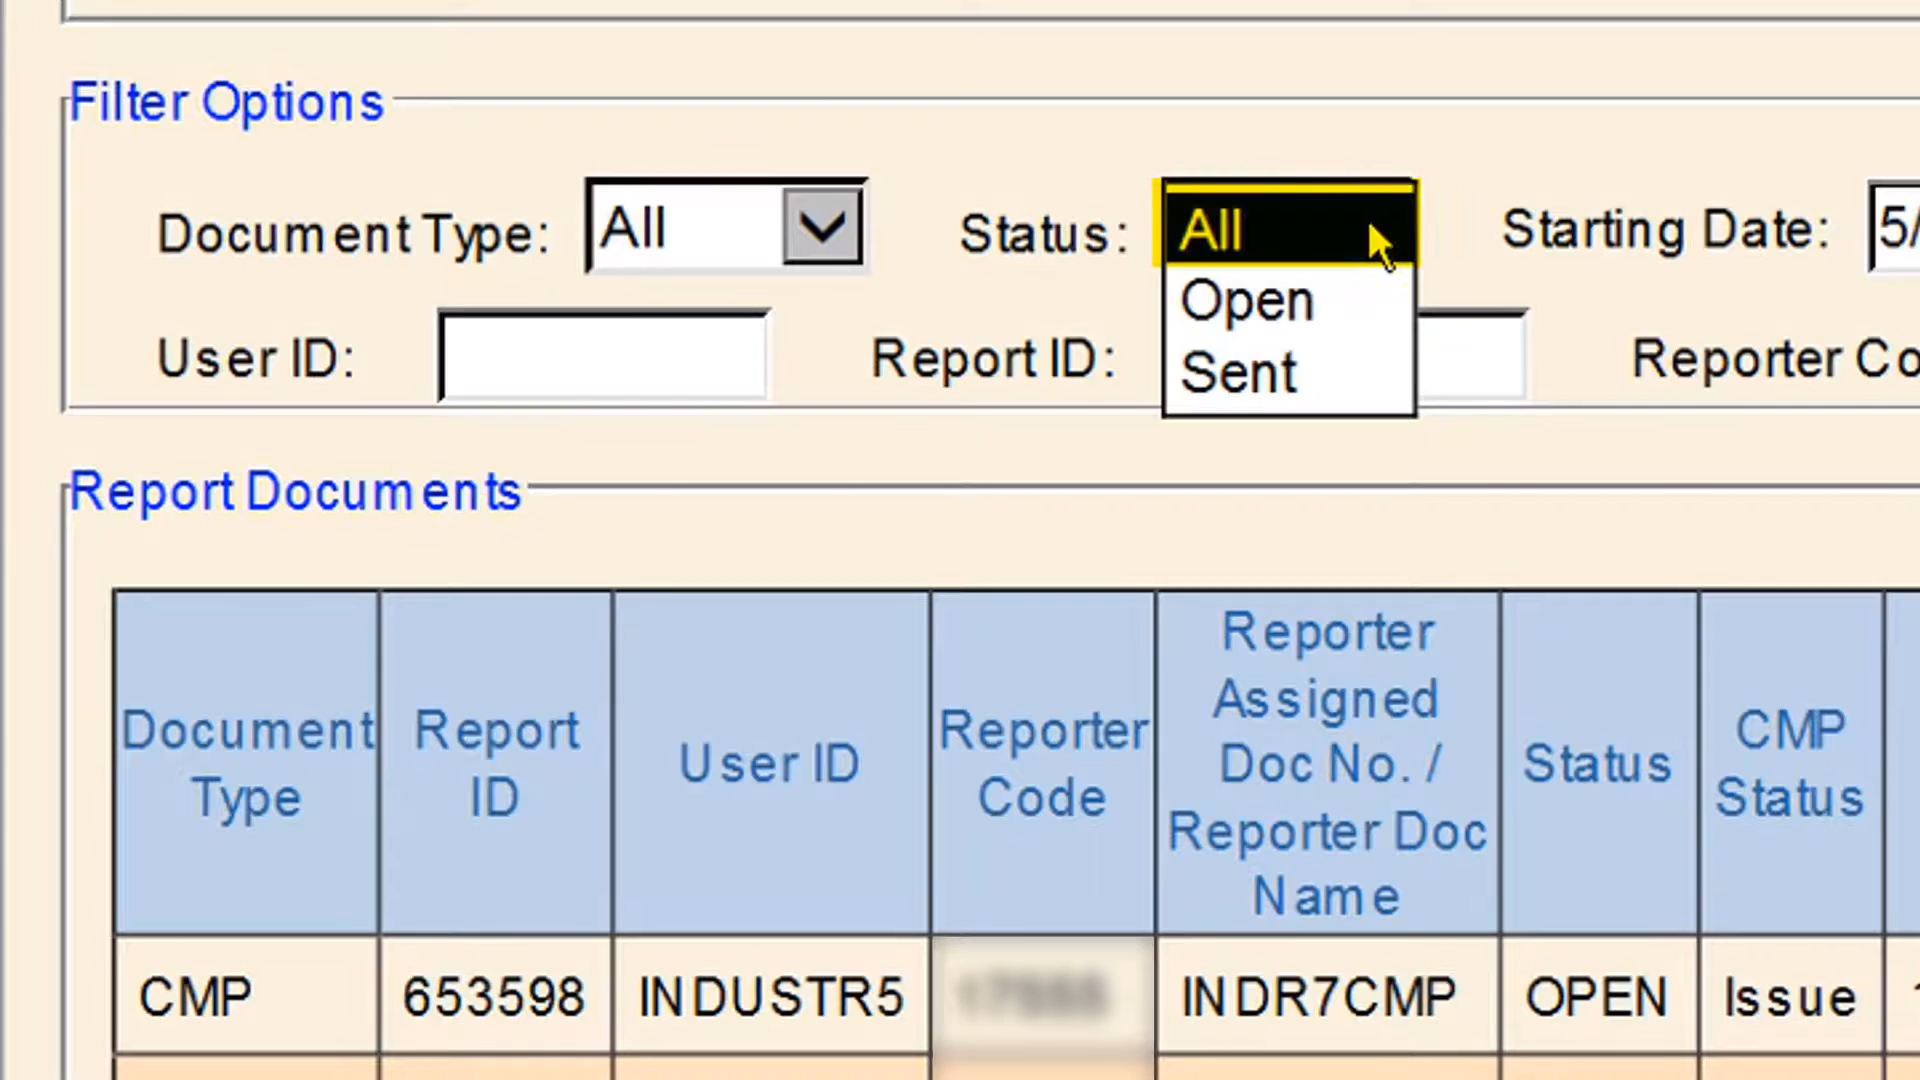 Filter Options
Document Type: All Status: All Starting Date: 5/
Open
User ID: Report ID: Sent Reporter Co
Report Documents
Document Type Report ID User ID Reporter Code Reporter Assigned Doc No. / Reporter Doc Name Status CMP Status
CMP 653598 INDUSTR5 INDR7CMP OPEN Issue